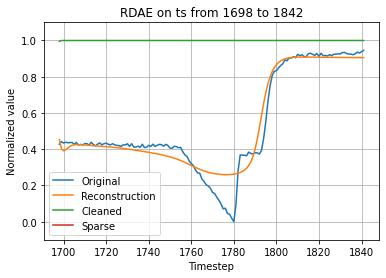 RDAE on ts from 1698 to 1842
Normalized value
1.0
0.8
0.6
0.4
0.2
0.0
Original
Reconstruction
Cleaned
Sparse
1700 1720 1740 1760 1780 1800 1820 1840
Timestep